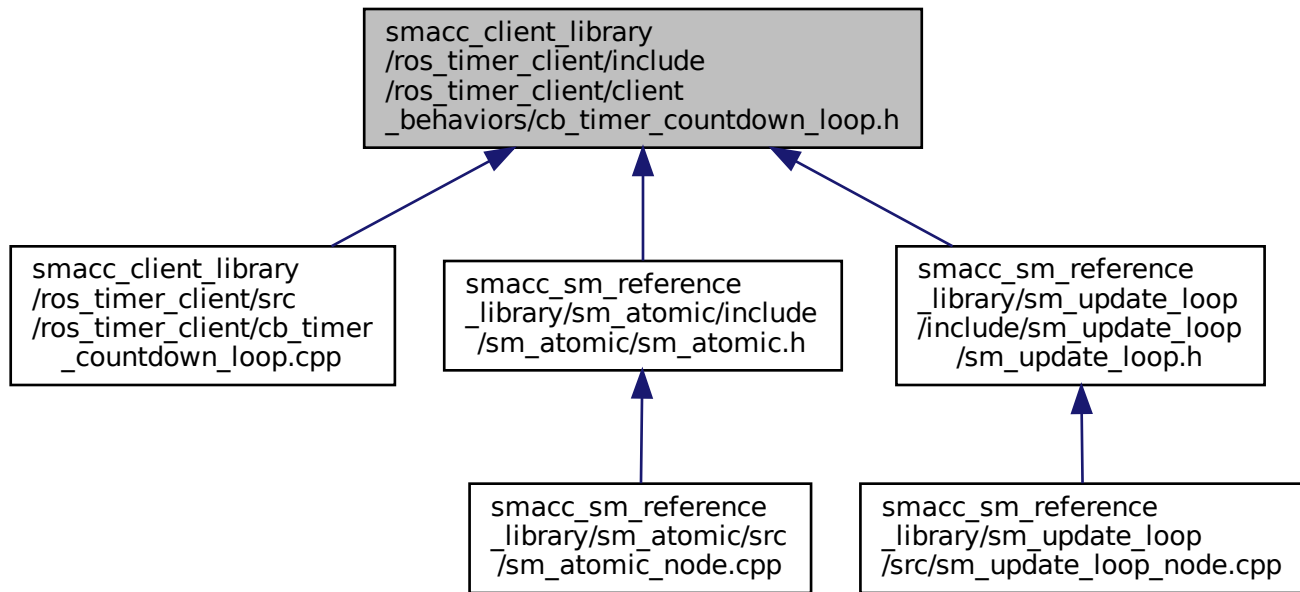 smacc_client_library
/ros_timer_client/include
/ros_timer_client/client
_behaviors/cb_timer_countdown_loop.h
smacc_client_library
/ros_timer_client/src
/ros_timer_client/cb_timer
_countdown_loop.cpp
smacc_sm_reference
_library/sm_atomic/include
/sm_atomic/sm_atomic.h
smacc_sm_reference
_library/sm_update_loop
/include/sm_update_loop
/sm_update_loop.h
smacc_sm_reference
_library/sm_atomic/src
/sm_atomic_node.cpp
smacc_sm_reference
_library/sm_update_loop
/src/sm_update_loop_node.cpp